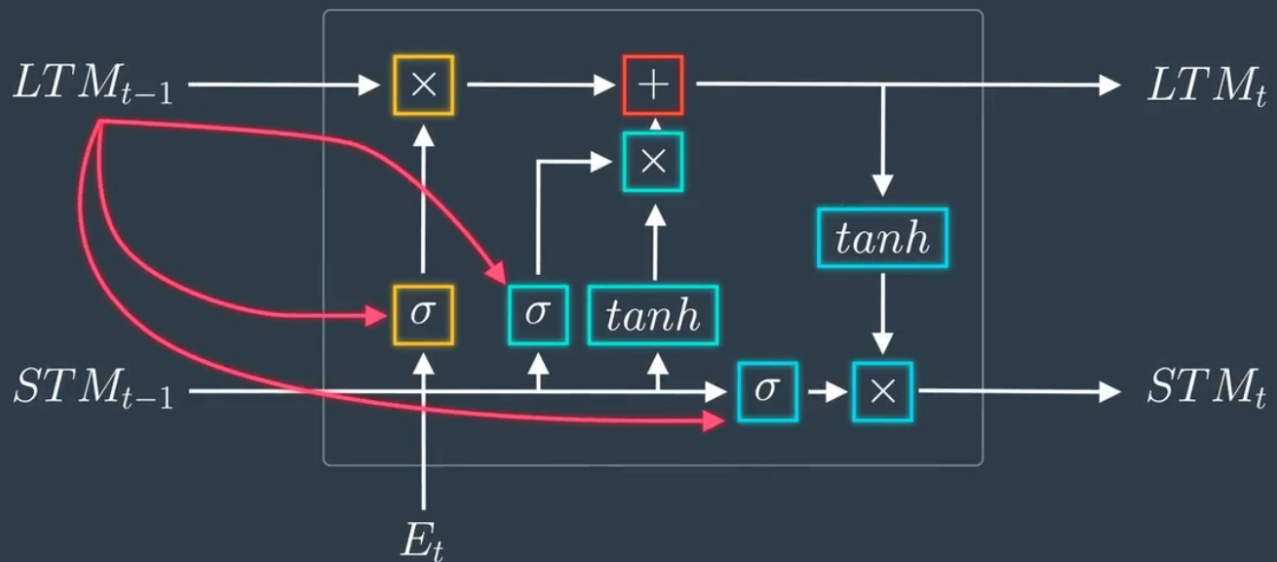 LTM_{t-1} × + LTM_t
×
tanh
σ σ tanh
STM_{t-1} σ × STM_t
E_t